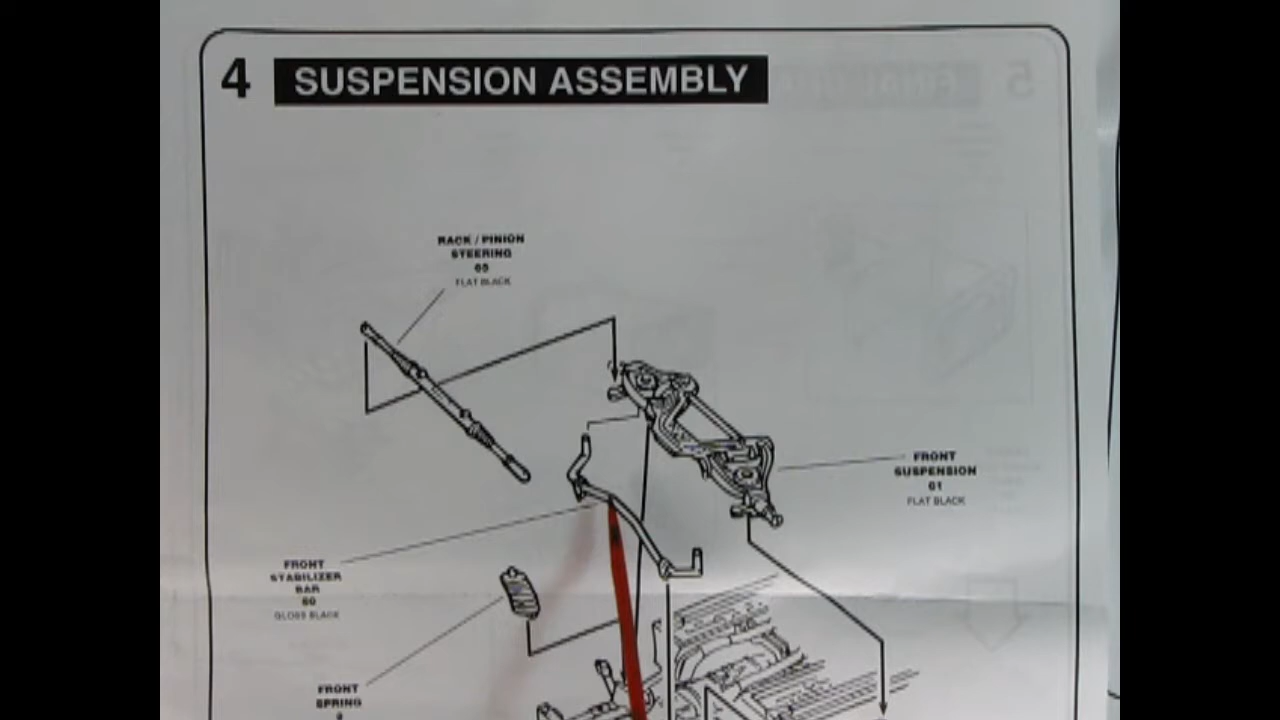 4 SUSPENSION ASSEMBLY
RACK / PINION
STEERING
65
FLAT BLACK
FRONT
SUSPENSION
61
FLAT BLACK
FRONT
STABILIZER
BAR
60
GLOSS BLACK
FRONT
SPRING